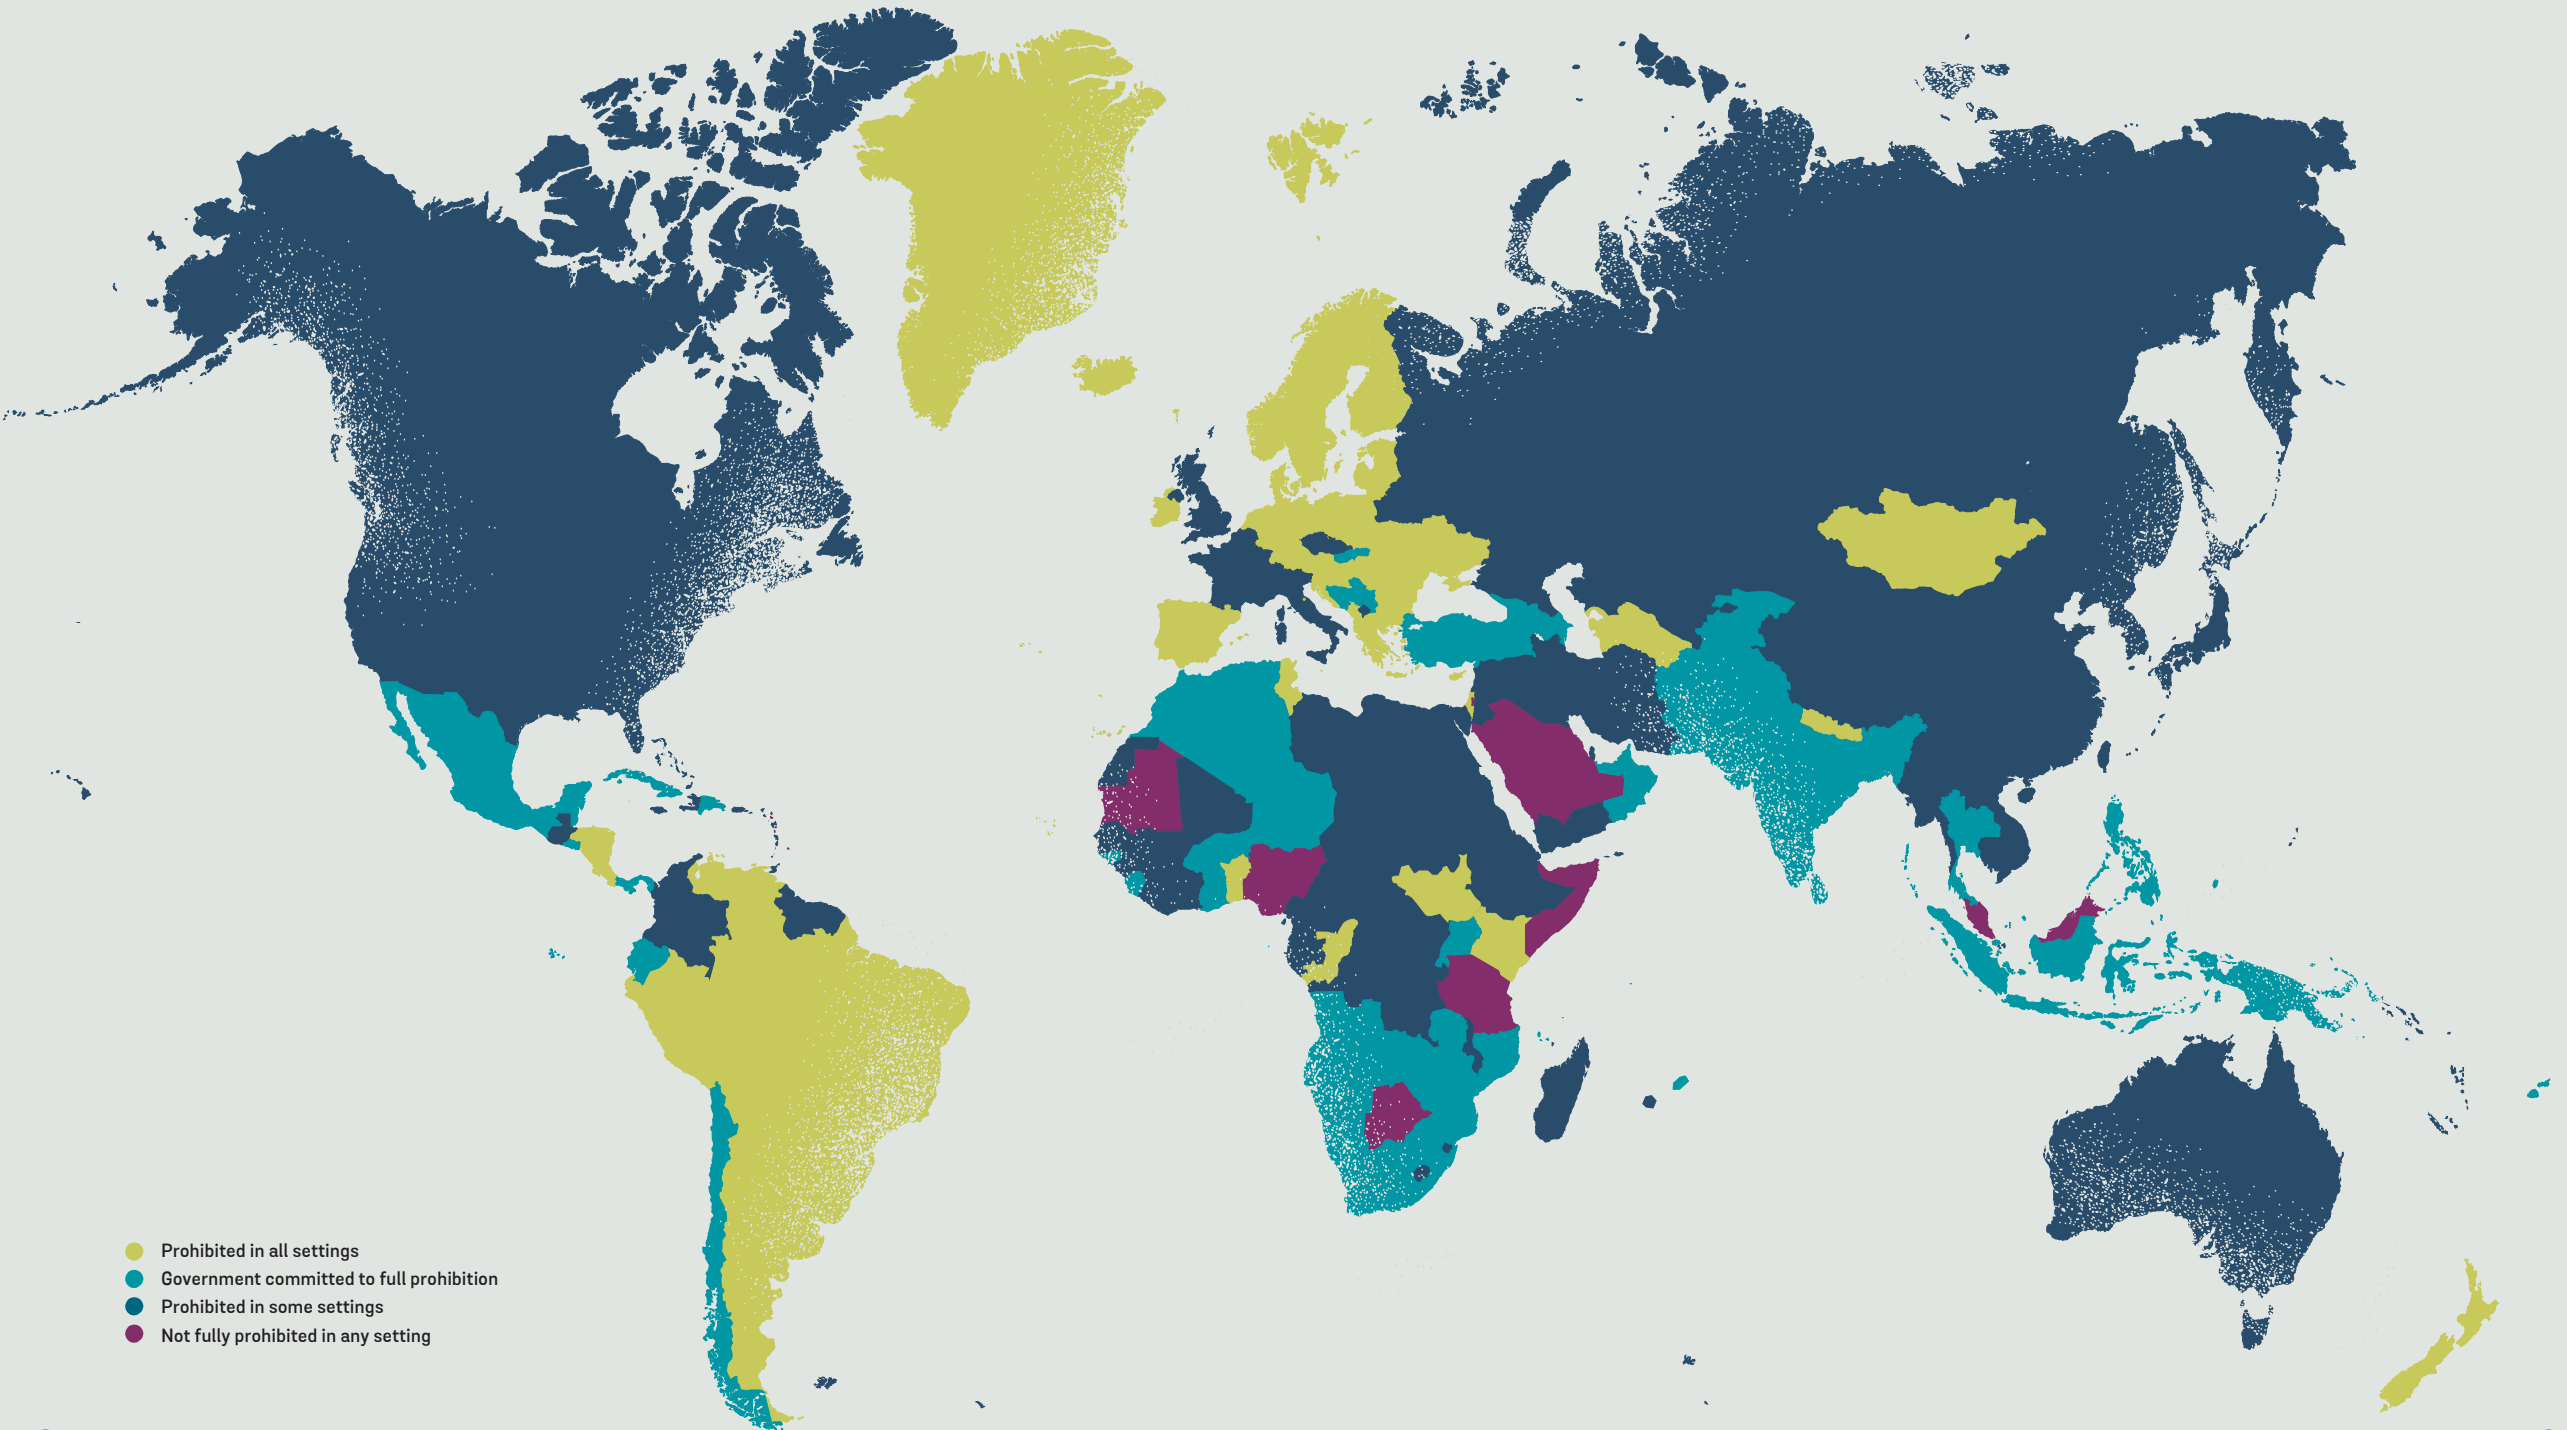 Prohibited in all settings
Government committed to full prohibition
Prohibited in some settings
Not fully prohibited in any setting